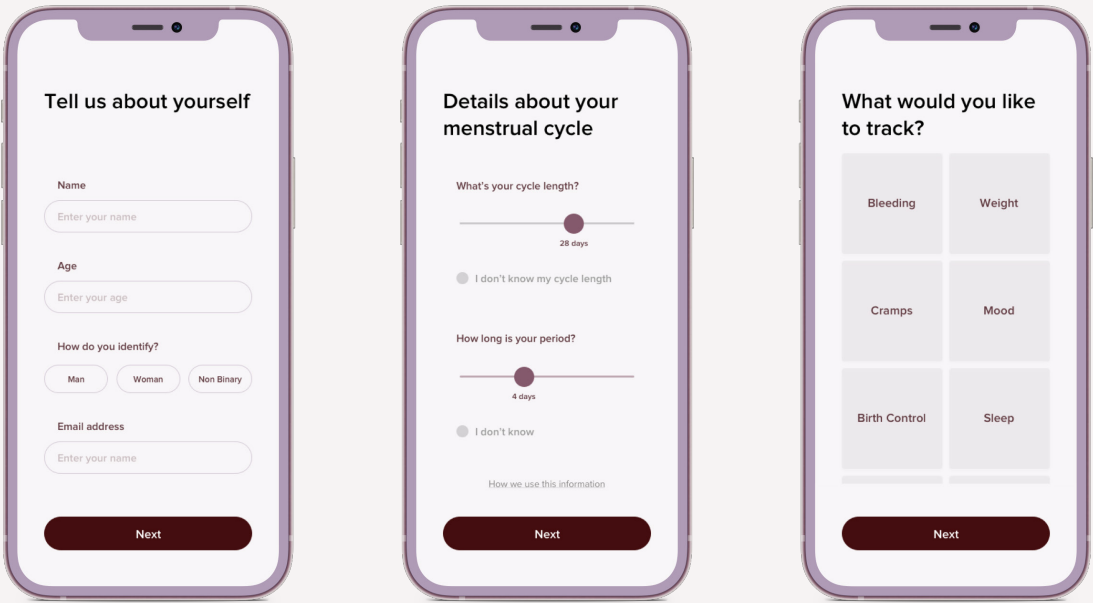 Tell us about yourself
Name
Enter your name
Age
Enter your age
How do you identify?
Man
Woman
Non Binary
Email address
Enter your name
Next
Details about your
menstrual cycle
What's your cycle length?
28 days
I don't know my cycle length
How long is your period?
4 days
I don't know
How we use this information
Next
What would you like
to track?
Bleeding
Weight
Cramps
Mood
Birth Control
Sleep
Next